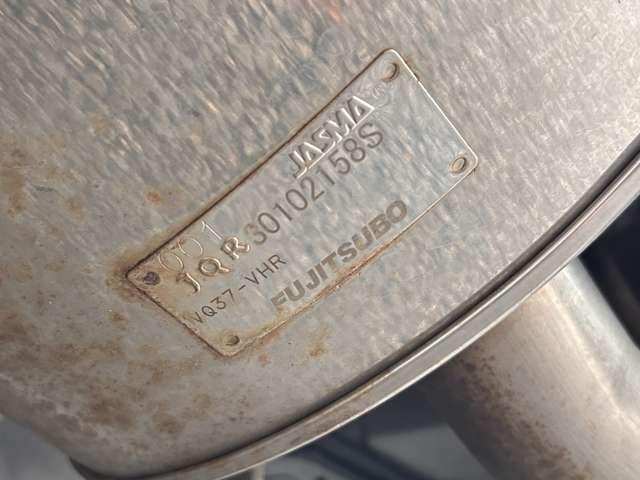 JASMA®
001
JQR30102158S
VQ37-VHR
FUJITSUBO